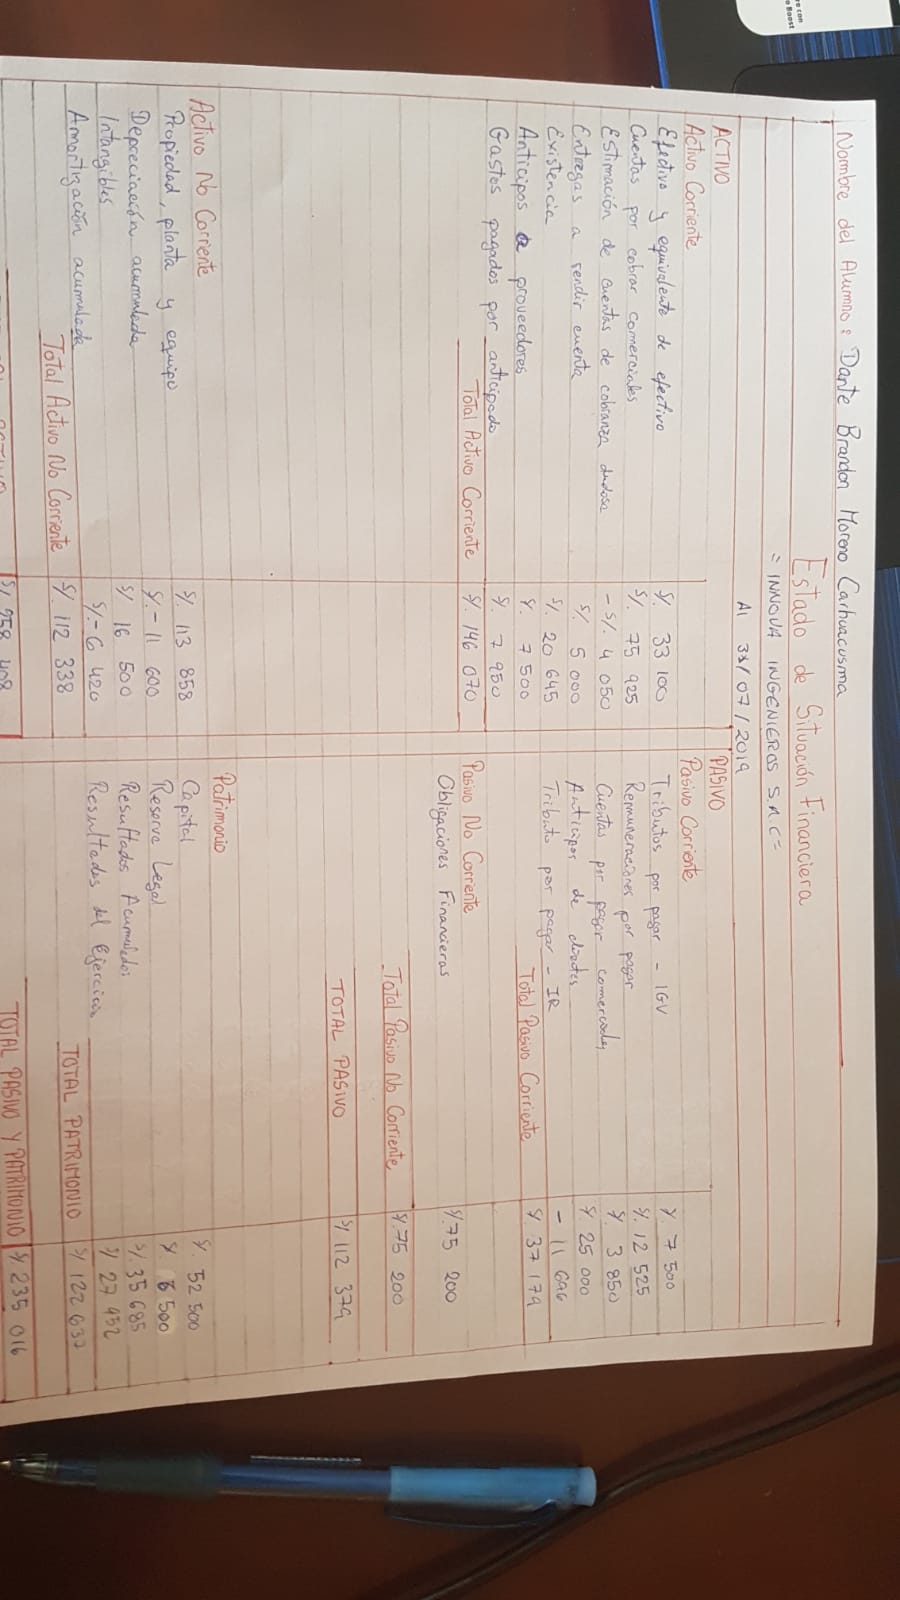 Nombre del Alumno: Dante Brandon Moreno Carhuacusma
Estado de Situación Financiera
= INNOVA INGENIEROS S.A.C =
Al 31/07/2019
ACTIVO
Activo Corriente
Efectivo y equivalente de efectivo S/. 33 100
Cuentas por cobrar comerciales S/. 75 925
Estimación de cuentas de cobranza dudosa - S/. 4 050
Entregas a rendir cuenta S/. 5 000
Existencia S/. 20 645
Anticipos a proveedores S/. 7 500
Gastos pagados por anticipado S/. 7 950
Total Activo Corriente S/. 146 070
Activo No Corriente
Propiedad, planta y equipo S/. 113 858
Depreciación acumulada S/. - 11 600
Intangibles S/ 16 500
Amortización acumulada S/. - 6 420
Total Activo No Corriente S/. 112 338
S/ 258 408
PASIVO
Pasivo Corriente
Tributos por pagar - IGV S/. 7 500
Remuneraciones por pagar S/. 12 525
Cuentas por pagar comerciales S/ 3 850
Anticipos de clientes S/. 25 000
Tributo por pagar - IR - 11 696
Total Pasivo Corriente S/. 37 179
Pasivo No Corriente
Obligaciones Financieras S/.75 200
Total Pasivo No Corriente S/.75 200
TOTAL PASIVO S/ 112 379
Patrimonio
Capital S/. 52 500
Reserva Legal S/. 500
Resultados Acumulados S/.35 685
Resultados del Ejercicio S/ 27 452
TOTAL PATRIMONIO S/ 122 637
TOTAL PASIVO Y PATRIMONIO S/ 235 016